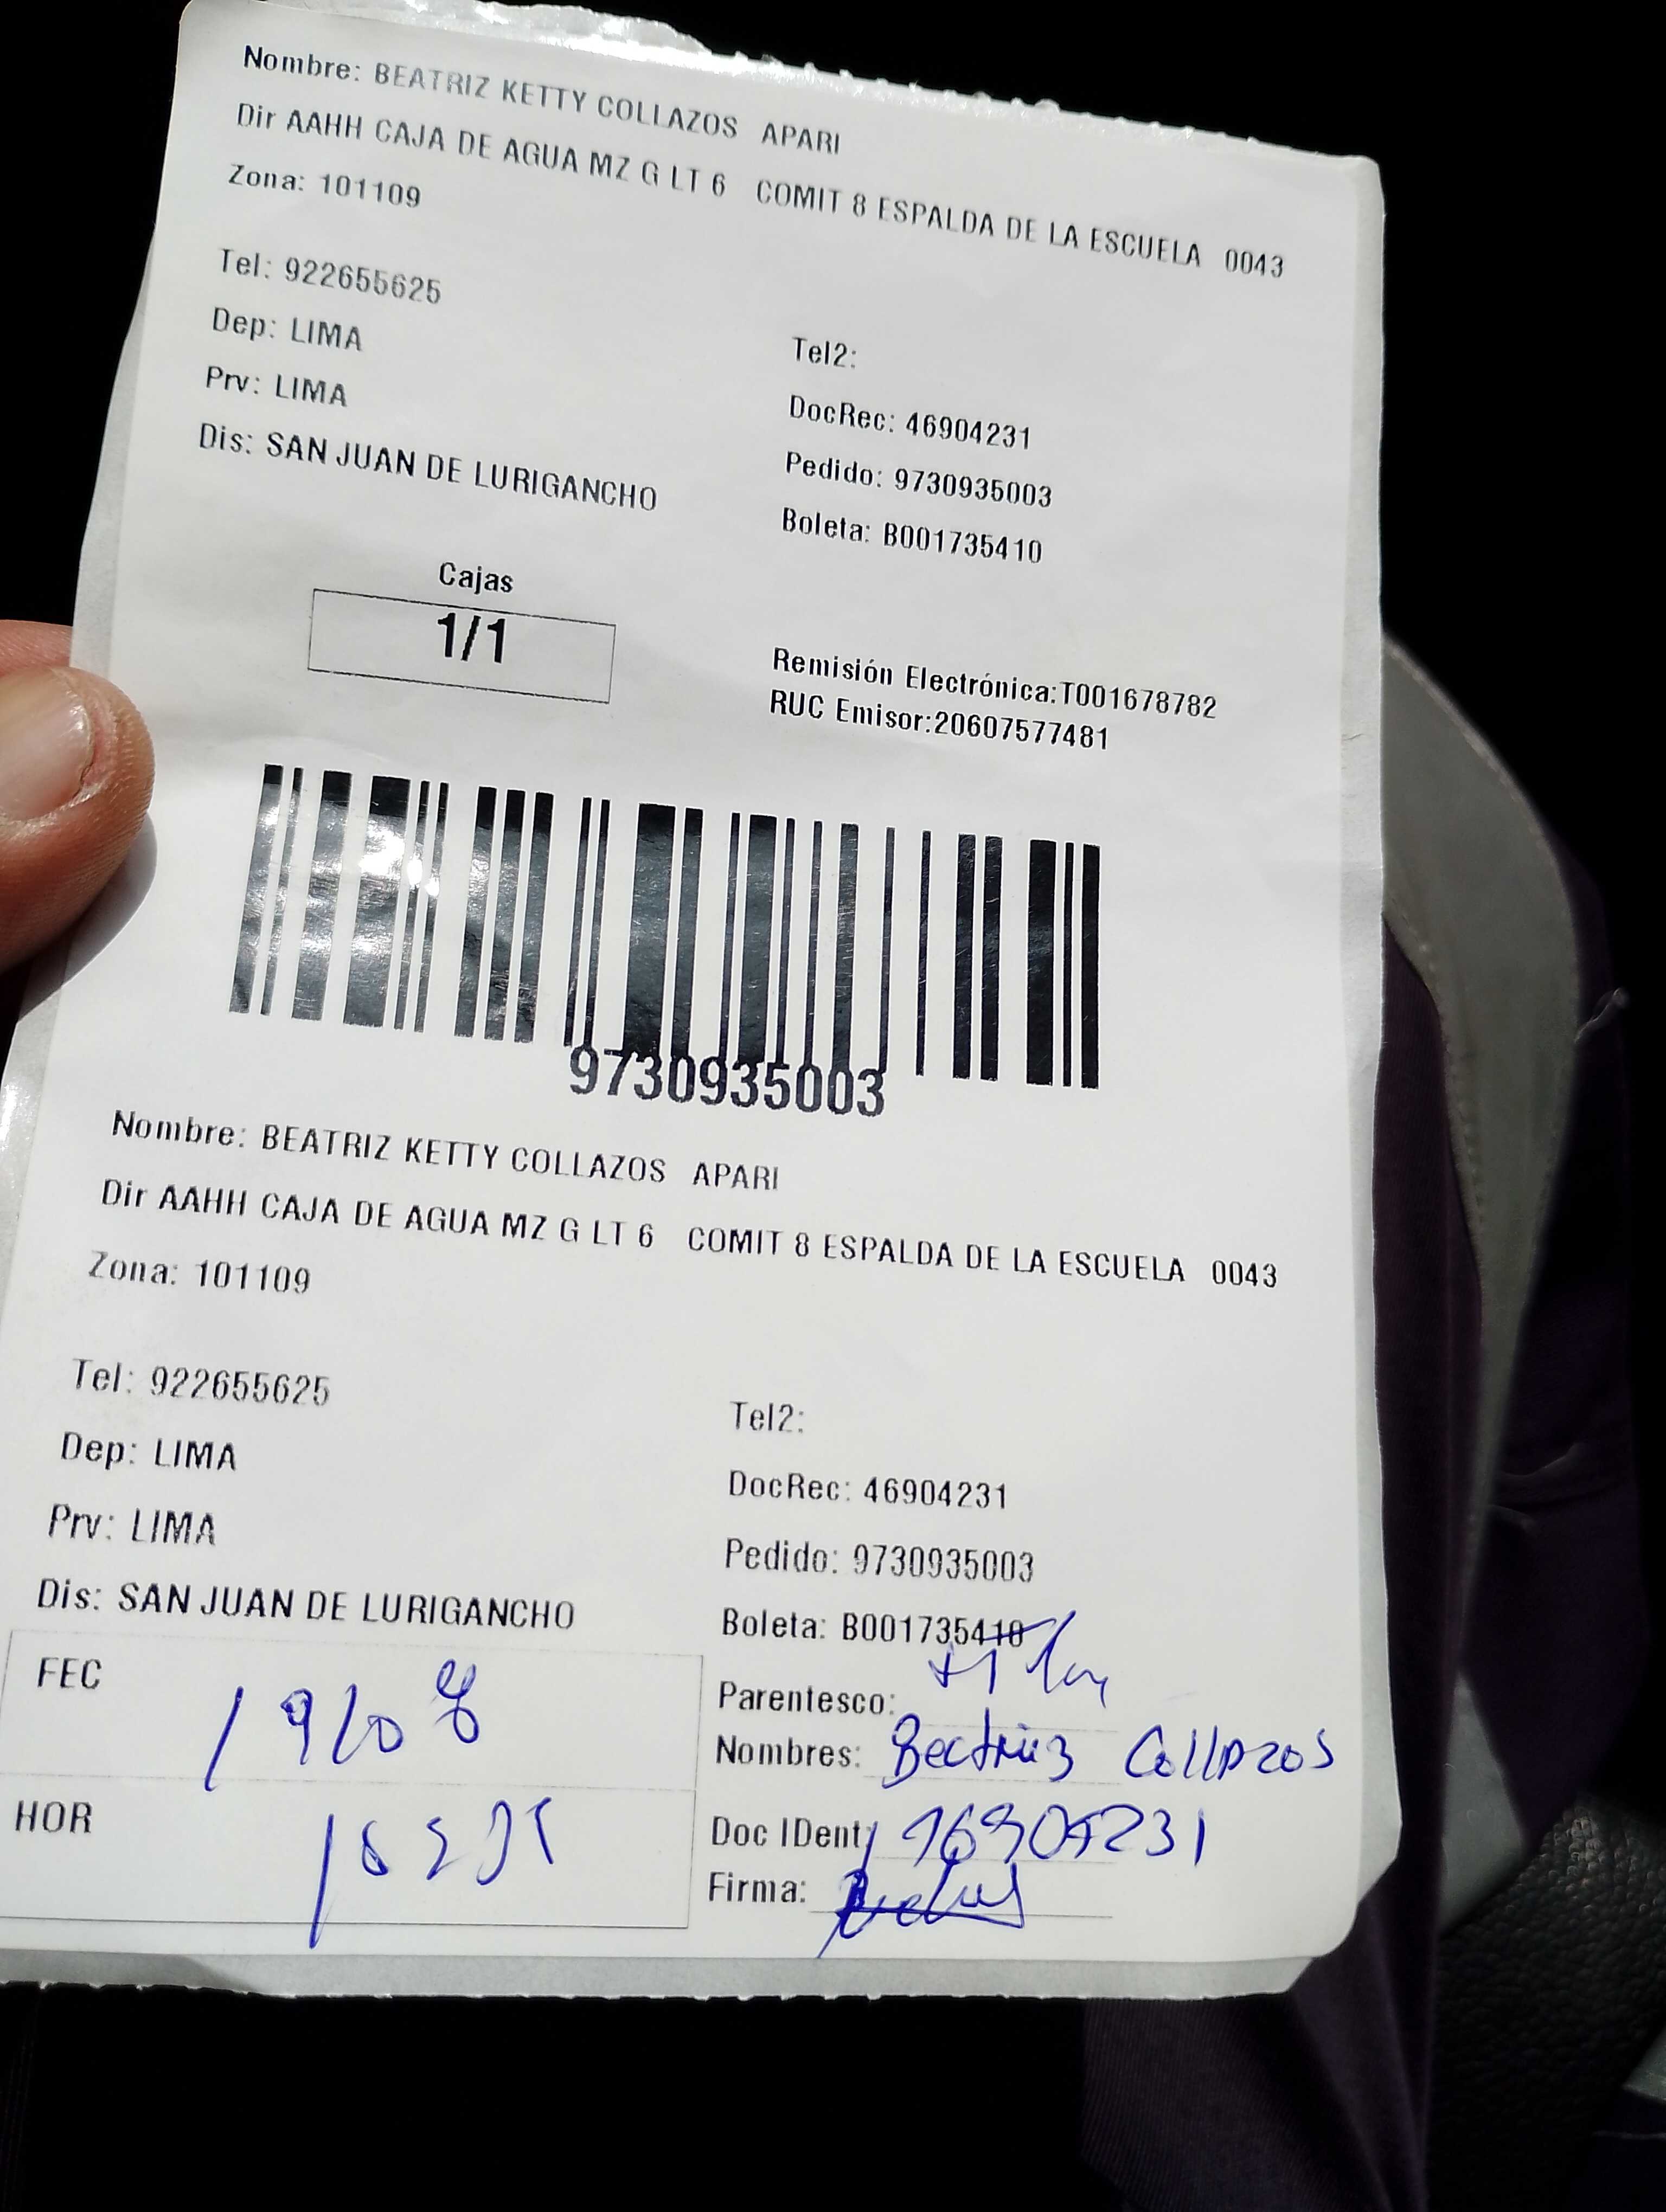 Nombre: BEATRIZ KETTY COLLAZOS APARI
Dir AAHH CAJA DE AGUA MZ G LT 6 COMIT 8 ESPALDA DE LA ESCUELA 0043
Zona: 101109
Tel: 922655625
Tel2:
Dep: LIMA
DocRec: 46904231
Prv: LIMA
Pedido: 9730935003
Dis: SAN JUAN DE LURIGANCHO
Boleta: B001735410
Cajas
1/1
Remisión Electrónica:T001678782
RUC Emisor:20607577481
9730935003
Nombre: BEATRIZ KETTY COLLAZOS APARI
Dir AAHH CAJA DE AGUA MZ G LT 6 COMIT 8 ESPALDA DE LA ESCUELA 0043
Zona: 101109
Tel: 922655625
Tel2:
Dep: LIMA
DocRec: 46904231
Prv: LIMA
Pedido: 9730935003
Dis: SAN JUAN DE LURIGANCHO
Boleta: B001735410
FEC 19/08
Parentesco:
Nombres: Beatriz Collazos
HOR
Doc IDent 46904231
Firma: